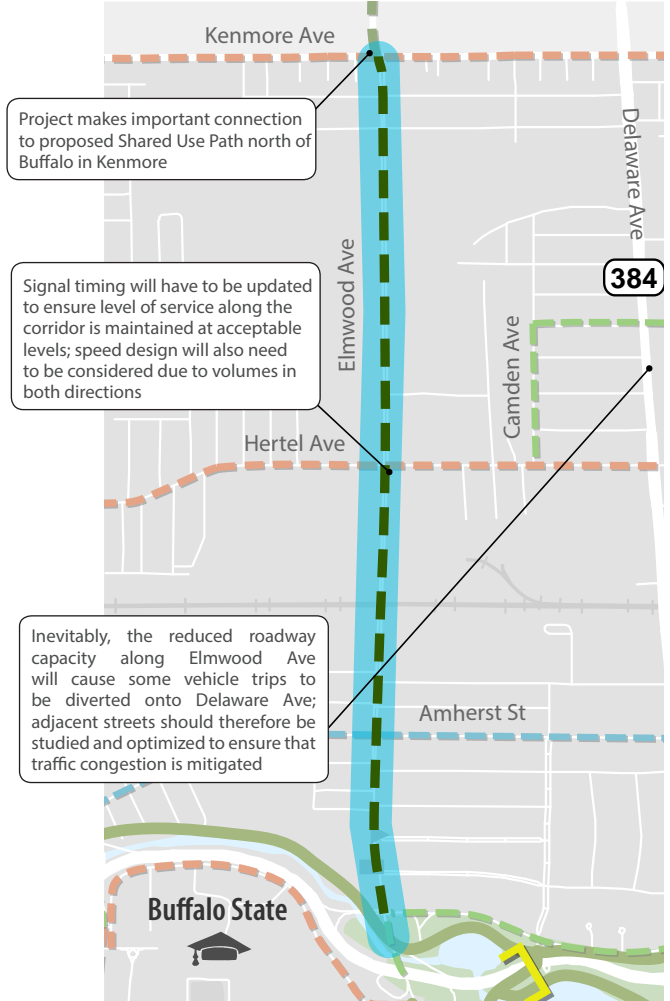 Kenmore Ave
Project makes important connection
to proposed Shared Use Path north of
Buffalo in Kenmore
Delaware Ave
384
Signal timing will have to be updated
to ensure level of service along the
corridor is maintained at acceptable
levels; speed design will also need
to be considered due to volumes in
both directions
Elmwood Ave
Camden Ave
Hertel Ave
Inevitably, the reduced roadway
capacity along Elmwood Ave
will cause some vehicle trips to
be diverted onto Delaware Ave;
adjacent streets should therefore be
studied and optimized to ensure that
traffic congestion is mitigated
Amherst St
Buffalo State